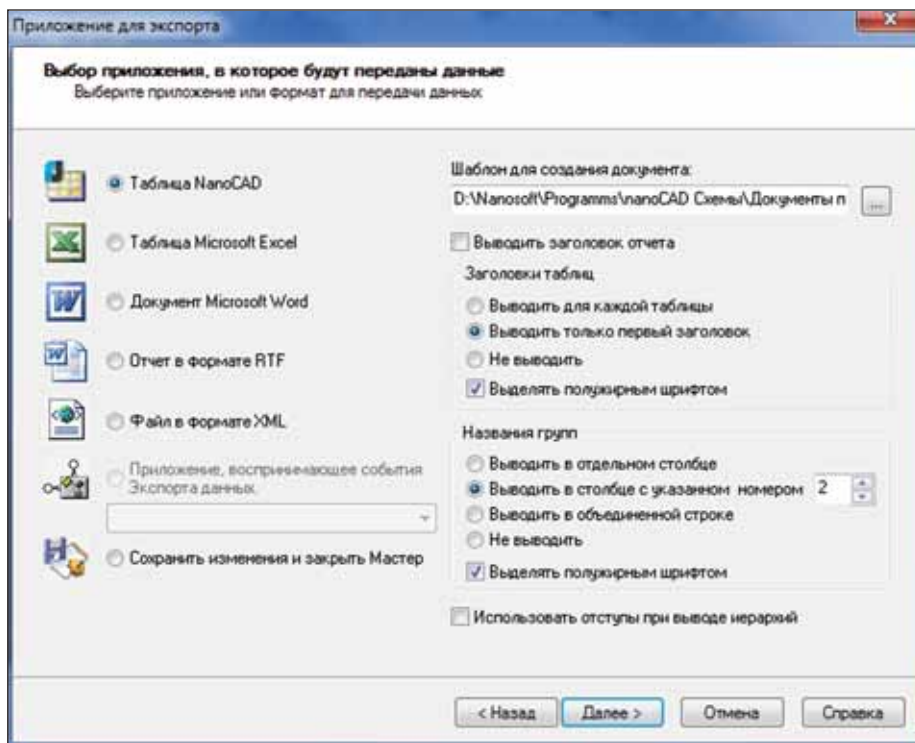 Приложение для экспорта
Выбор приложения, в которое будут переданы данные
Выберите приложение или формат для передачи данных
Таблица NanoCAD
Таблица Microsoft Excel
Документ Microsoft Word
Отчет в формате RTF
Файл в формате XML
Приложение, воспринимающее события
Экспорта данных
Сохранить изменения и закрыть Мастер
Шаблон для создания документа:
D:\Nanosoft\Programms\nanoCAD Схемы\Документы п
...
Выводить заголовок отчета
Заголовки таблиц
Выводить для каждой таблицы
Выводить только первый заголовок
Не выводить
Выделять полужирным шрифтом
Названия групп
Выводить в отдельном столбце
Выводить в столбце с указанном номером 2
Выводить в объединенной строке
Не выводить
Выделять полужирным шрифтом
Использовать отступы при выводе иерархий
< Назад Далее > Отмена Справка